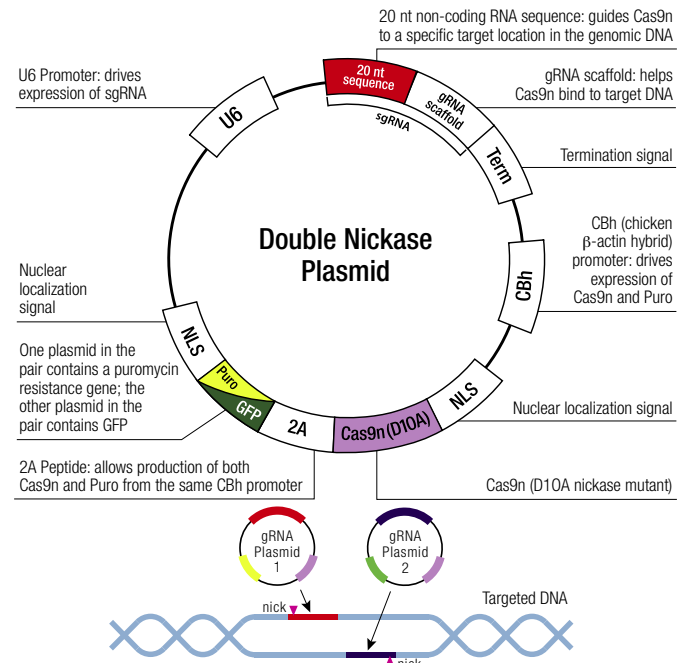 20 nt non-coding RNA sequence: guides Cas9n
to a specific target location in the genomic DNA
U6 Promoter: drives
expression of sgRNA
20 nt
sequence
gRNA
scaffold
sgRNA
gRNA scaffold: helps
Cas9n bind to target DNA
U6
Term
Termination signal
Double Nickase
Plasmid
CBh
CBh (chicken
β-actin hybrid)
promoter: drives
expression of
Cas9n and Puro
Nuclear
localization
signal
NLS
One plasmid in the
pair contains a puromycin
resistance gene; the
other plasmid in the
pair contains GFP
Puro
GFP
2A
Cas9n (D10A)
NLS
Nuclear localization signal
2A Peptide: allows production of both
Cas9n and Puro from the same CBh promoter
Cas9n (D10A nickase mutant)
gRNA
Plasmid
1
gRNA
Plasmid
2
nick
Targeted DNA
nick